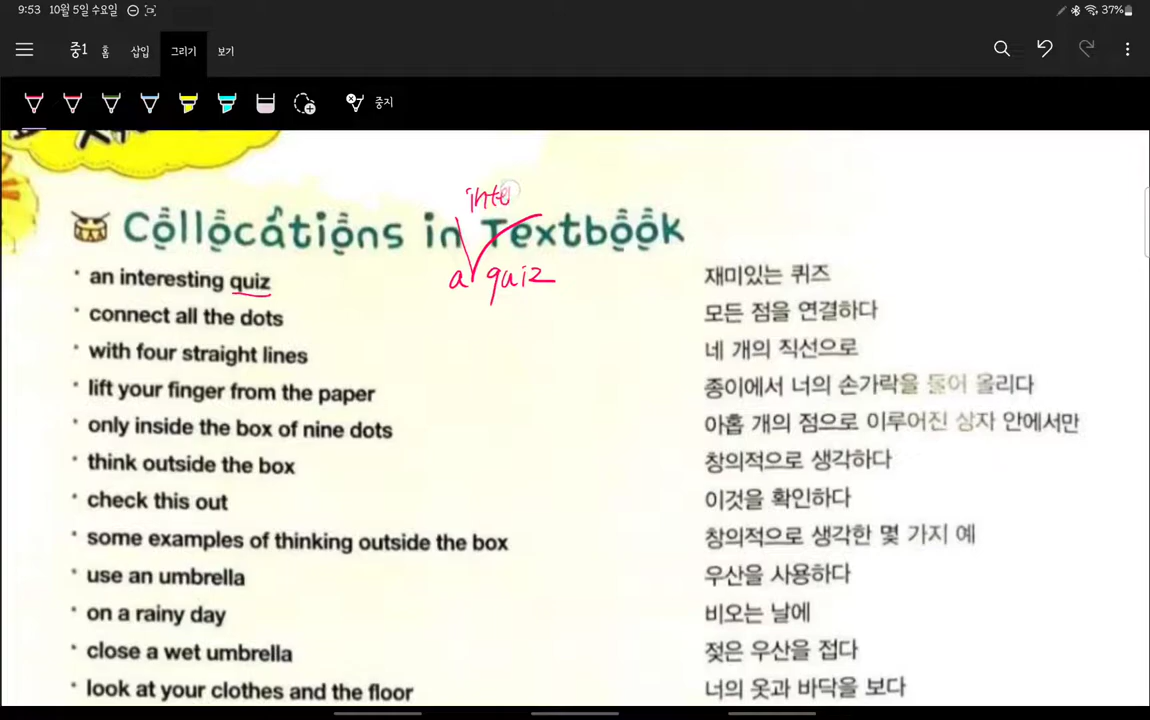 9:53 10월 5일 수요일 37%
중1 홈 삽입 그리기 보기
중지
inte
Collocations in Textbook
a quiz
an interesting quiz 재미있는 퀴즈
connect all the dots 모든 점을 연결하다
with four straight lines 네 개의 직선으로
lift your finger from the paper 종이에서 너의 손가락을 들어 올리다
only inside the box of nine dots 아홉 개의 점으로 이루어진 상자 안에서만
think outside the box 창의적으로 생각하다
check this out 이것을 확인하다
some examples of thinking outside the box 창의적으로 생각한 몇 가지 예
use an umbrella 우산을 사용하다
on a rainy day 비오는 날에
close a wet umbrella 젖은 우산을 접다
look at your clothes and the floor 너의 옷과 바닥을 보다